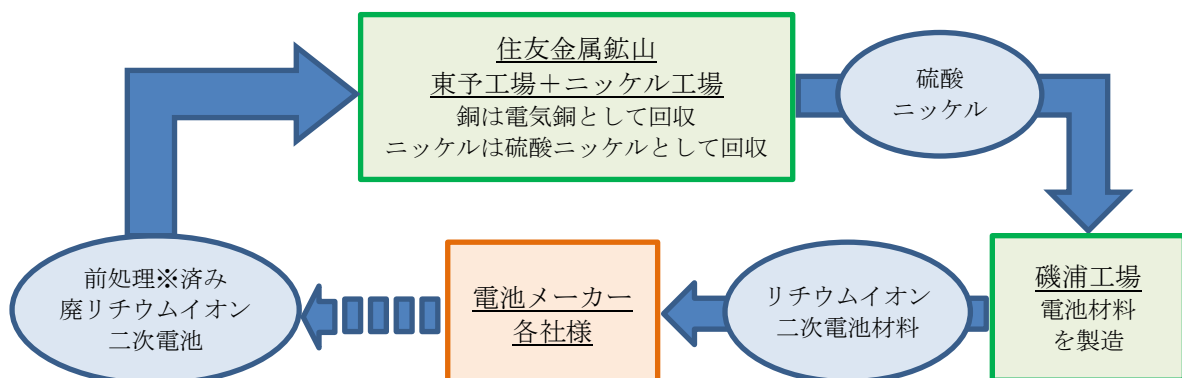 住友金属鉱山
東予工場＋ニッケル工場
銅は電気銅として回収
ニッケルは硫酸ニッケルとして回収
硫酸
ニッケル
磯浦工場
電池材料
を製造
リチウムイオン
二次電池材料
電池メーカー
各社様
前処理※済み
廃リチウムイオン
二次電池